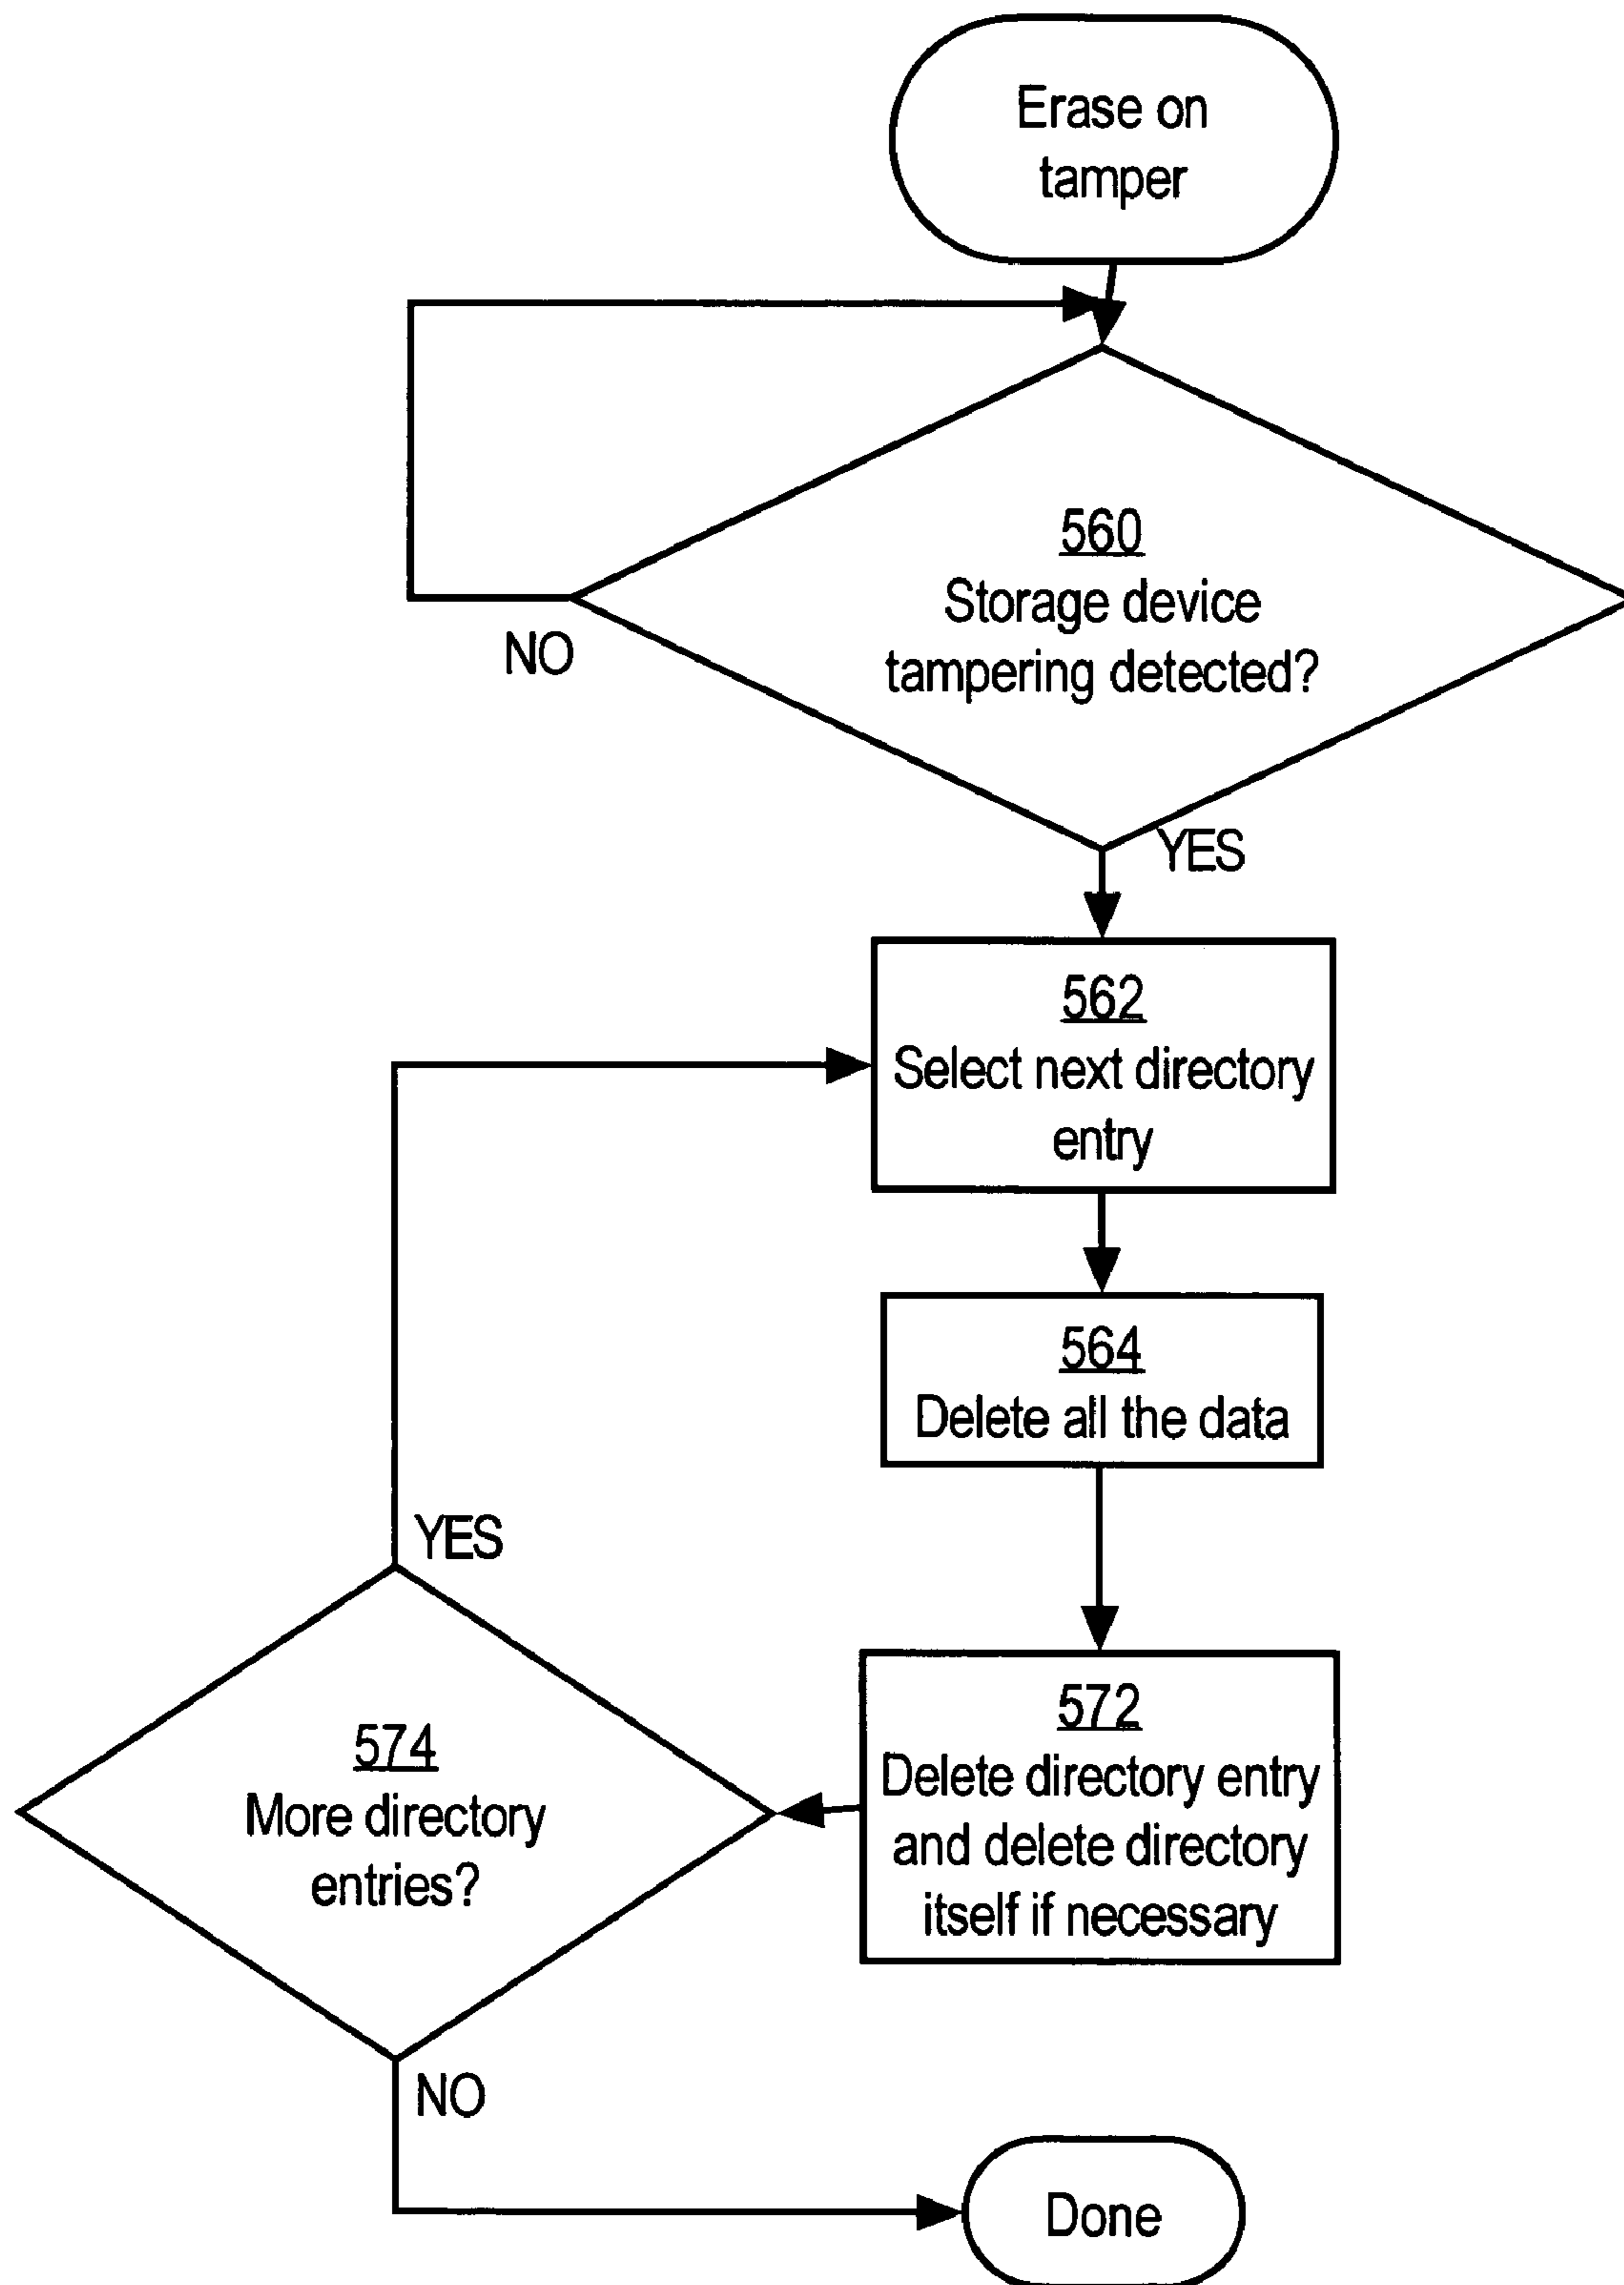 Erase on
tamper
560
Storage device
tampering detected?
NO
YES
562
Select next directory
entry
564
Delete all the data
YES
572
Delete directory entry
and delete directory
itself if necessary
574
More directory
entries?
NO
Done